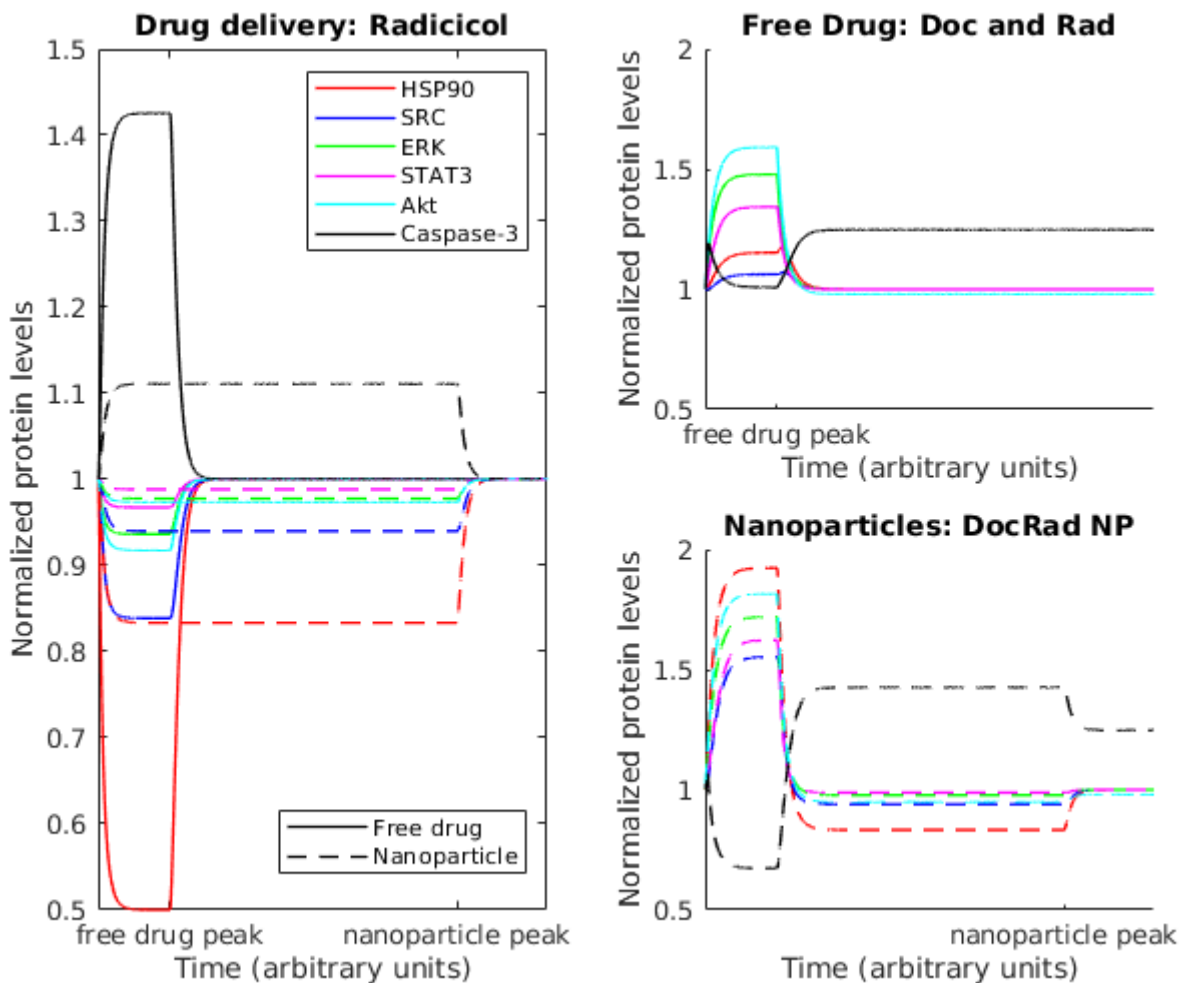 Drug delivery: Radicicol
Normalized protein levels
1.5
1.4
1.3
1.2
1.1
1
0.9
0.8
0.7
0.6
0.5
HSP90
SRC
ERK
STAT3
Akt
Caspase-3
Free drug
Nanoparticle
free drug peak
nanoparticle peak
Time (arbitrary units)
Free Drug: Doc and Rad
Normalized protein levels
2
1.5
1
0.5
free drug peak
Time (arbitrary units)
Nanoparticles: DocRad NP
Normalized protein levels
2
1.5
1
0.5
nanoparticle peak
Time (arbitrary units)